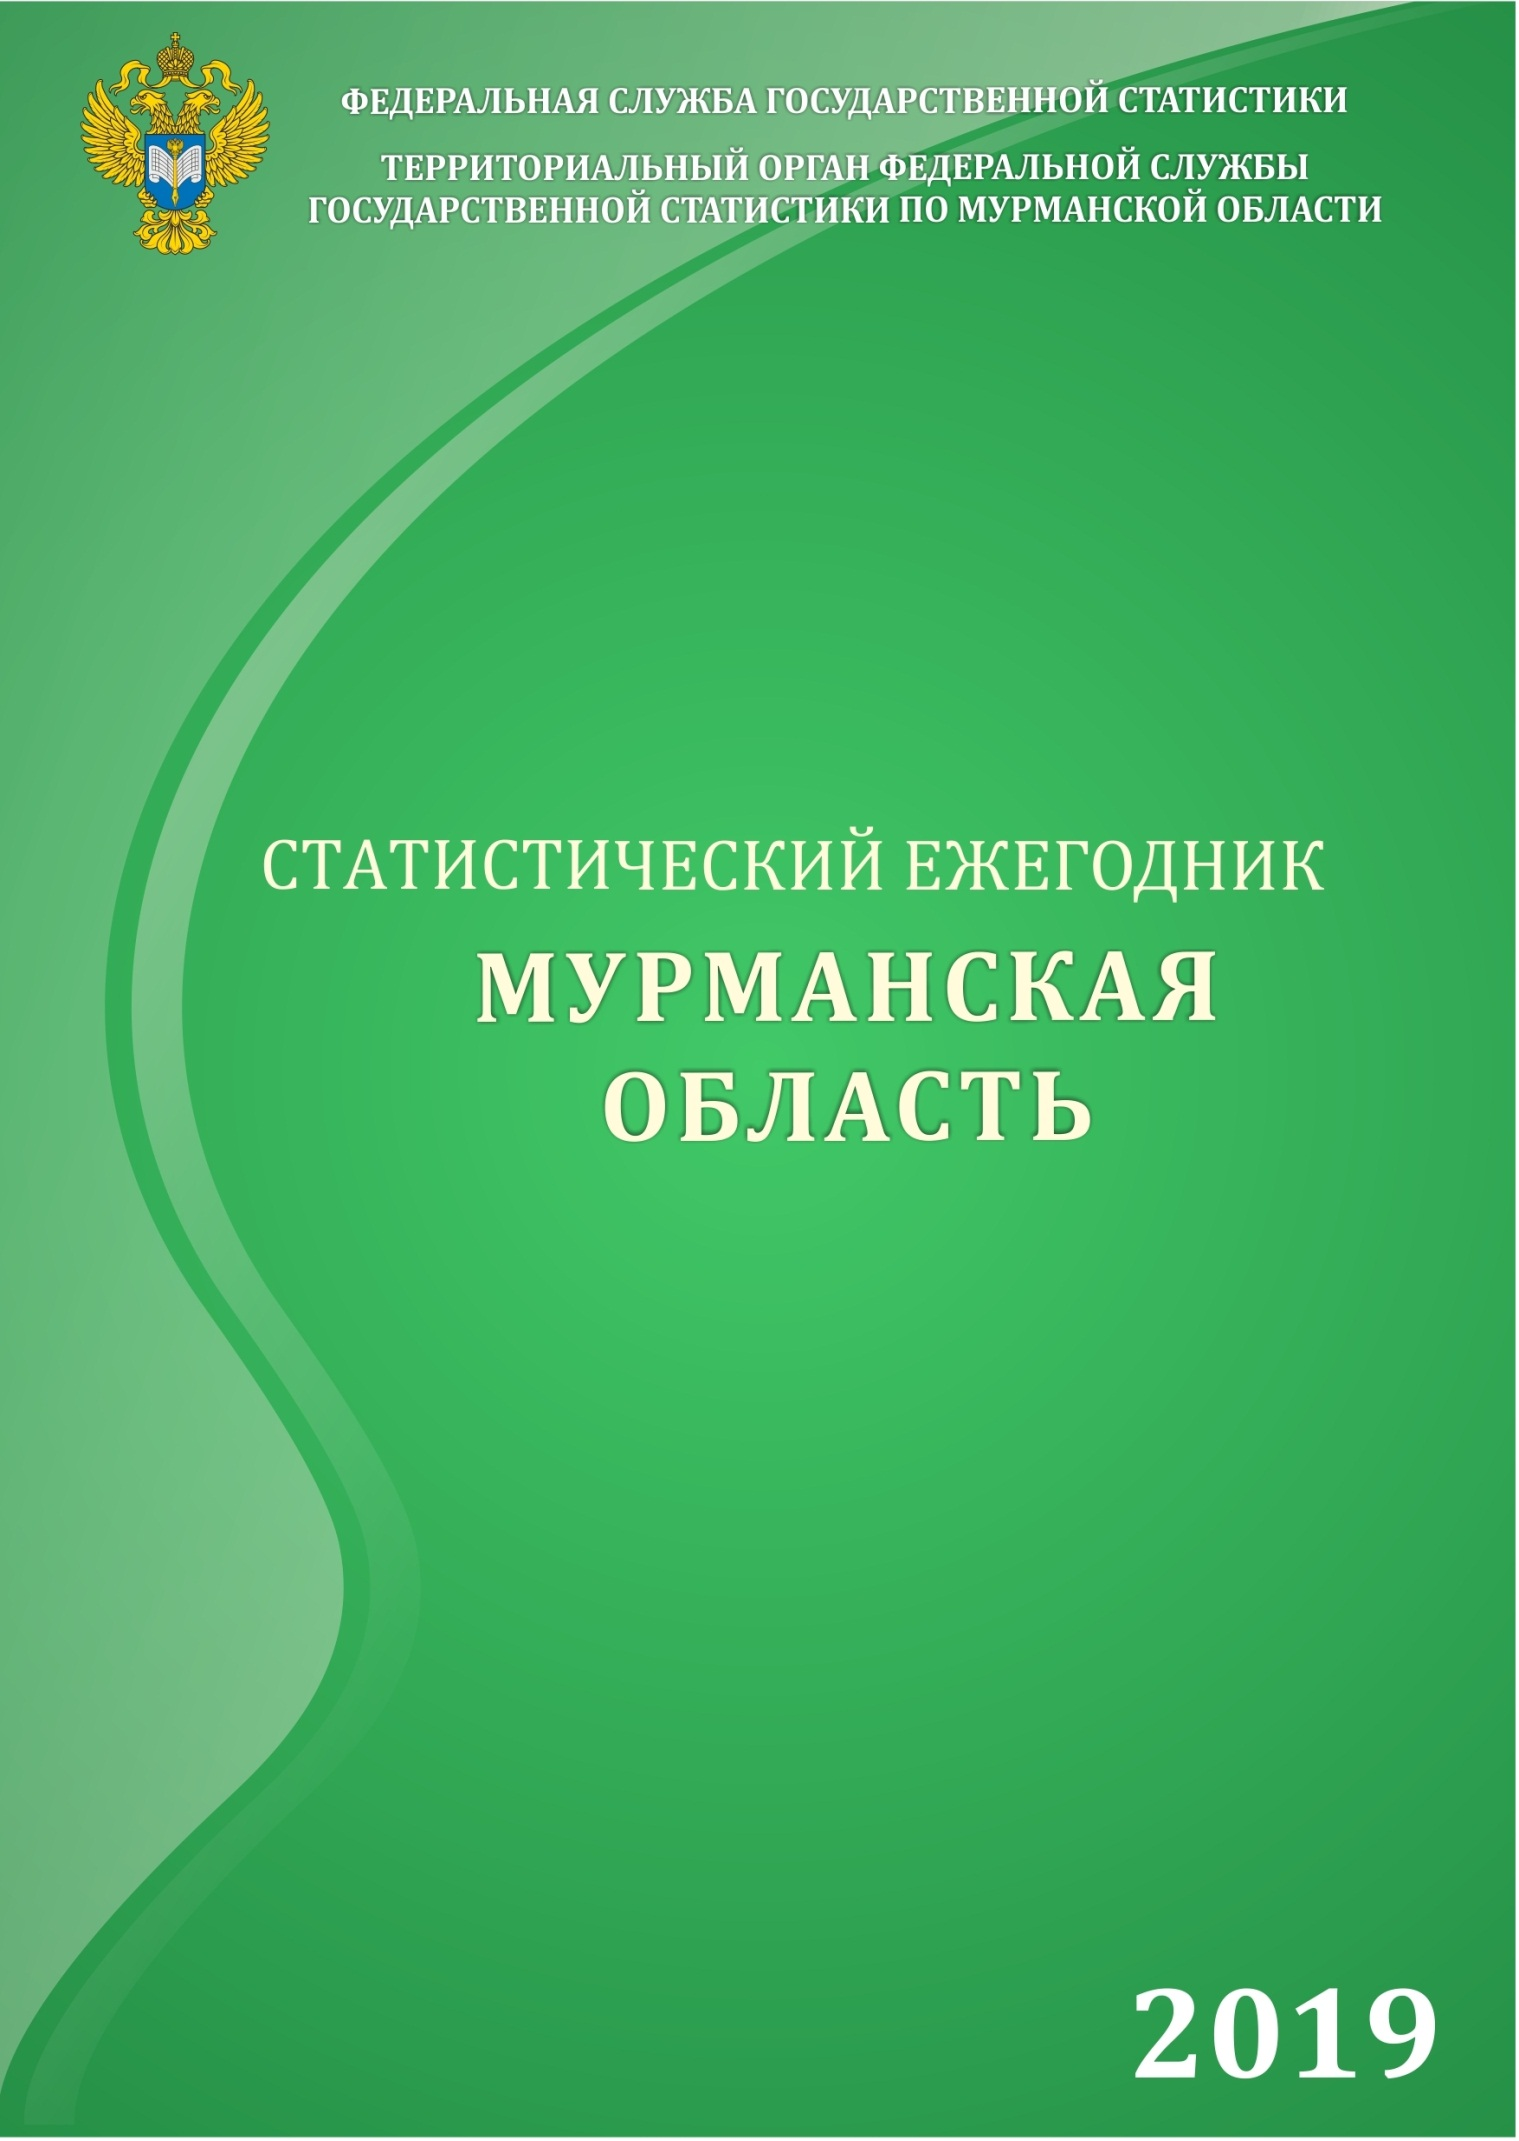 ФЕДЕРАЛЬНАЯ СЛУЖБА ГОСУДАРСТВЕННОЙ СТАТИСТИКИ
ТЕРРИТОРИАЛЬНЫЙ ОРГАН ФЕДЕРАЛЬНОЙ СЛУЖБЫ
ГОСУДАРСТВЕННОЙ СТАТИСТИКИ ПО МУРМАНСКОЙ ОБЛАСТИ
СТАТИСТИЧЕСКИЙ ЕЖЕГОДНИК
МУРМАНСКАЯ
ОБЛАСТЬ
2019